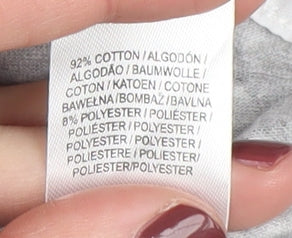 92% COTTON / ALGODÓN /
ALGODÃO / BAUMWOLLE /
COTON / KATOEN / COTONE
BAWEŁNA / BOMBAŽ / BAVLNA
8% POLYESTER / POLIÉSTER /
POLIÉSTER / POLYESTER /
POLYESTER / POLYESTER /
POLIESTERE / POLIESTER/
POLIESTER/POLYESTER